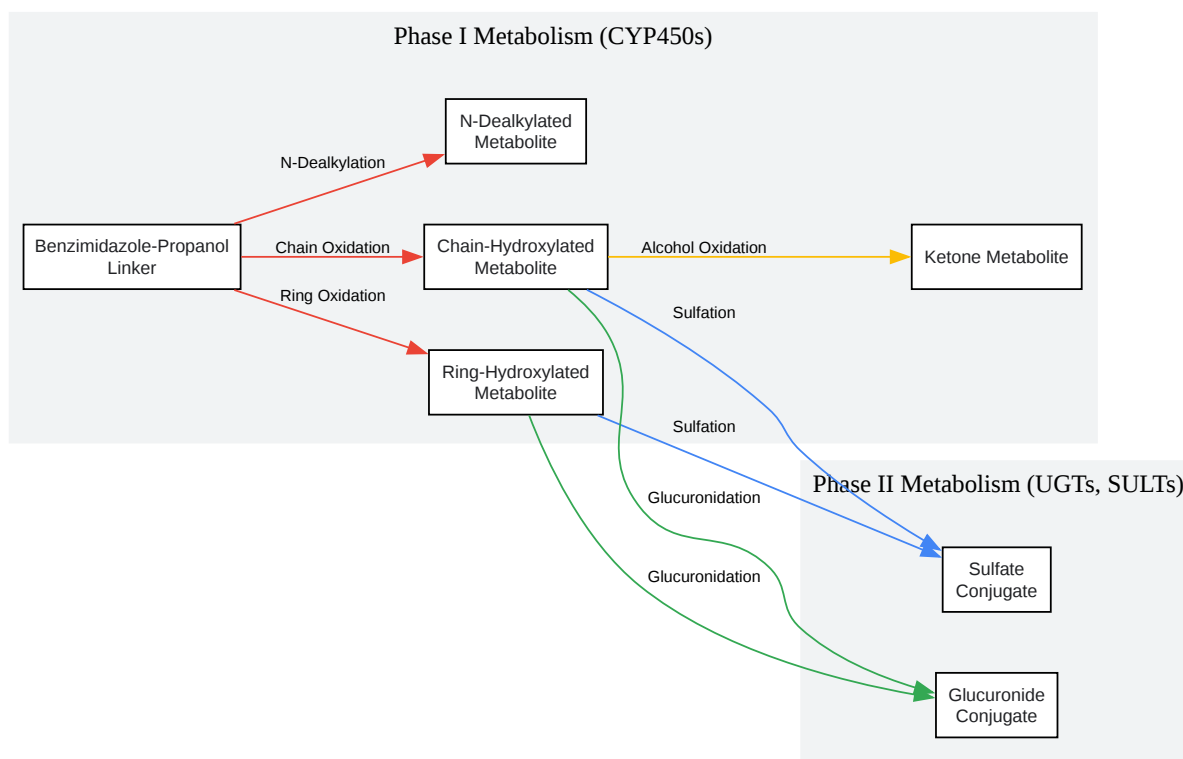 Phase I Metabolism (CYP450s)
N-Dealkylated
Metabolite
N-Dealkylation
Benzimidazole-Propanol
Linker
Chain Oxidation
Chain-Hydroxylated
Metabolite
Alcohol Oxidation
Ketone Metabolite
Ring Oxidation
Sulfation
Ring-Hydroxylated
Metabolite
Sulfation
Phase II Metabolism (UGTs, SULTs)
Glucuronidation
Sulfate
Conjugate
Glucuronidation
Glucuronide
Conjugate